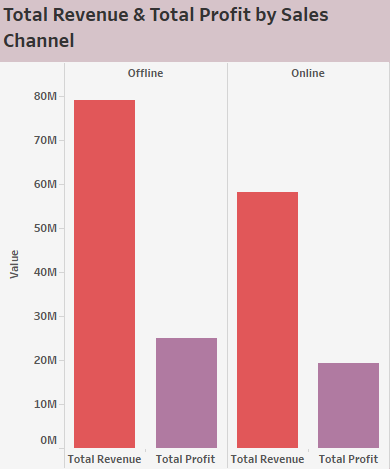 Total Revenue & Total Profit by Sales
Channel
Offline
Online
80M
70M
60M
50M
40M
30M
20M
10M
0M
Value
Total Revenue
Total Profit
Total Revenue
Total Profit